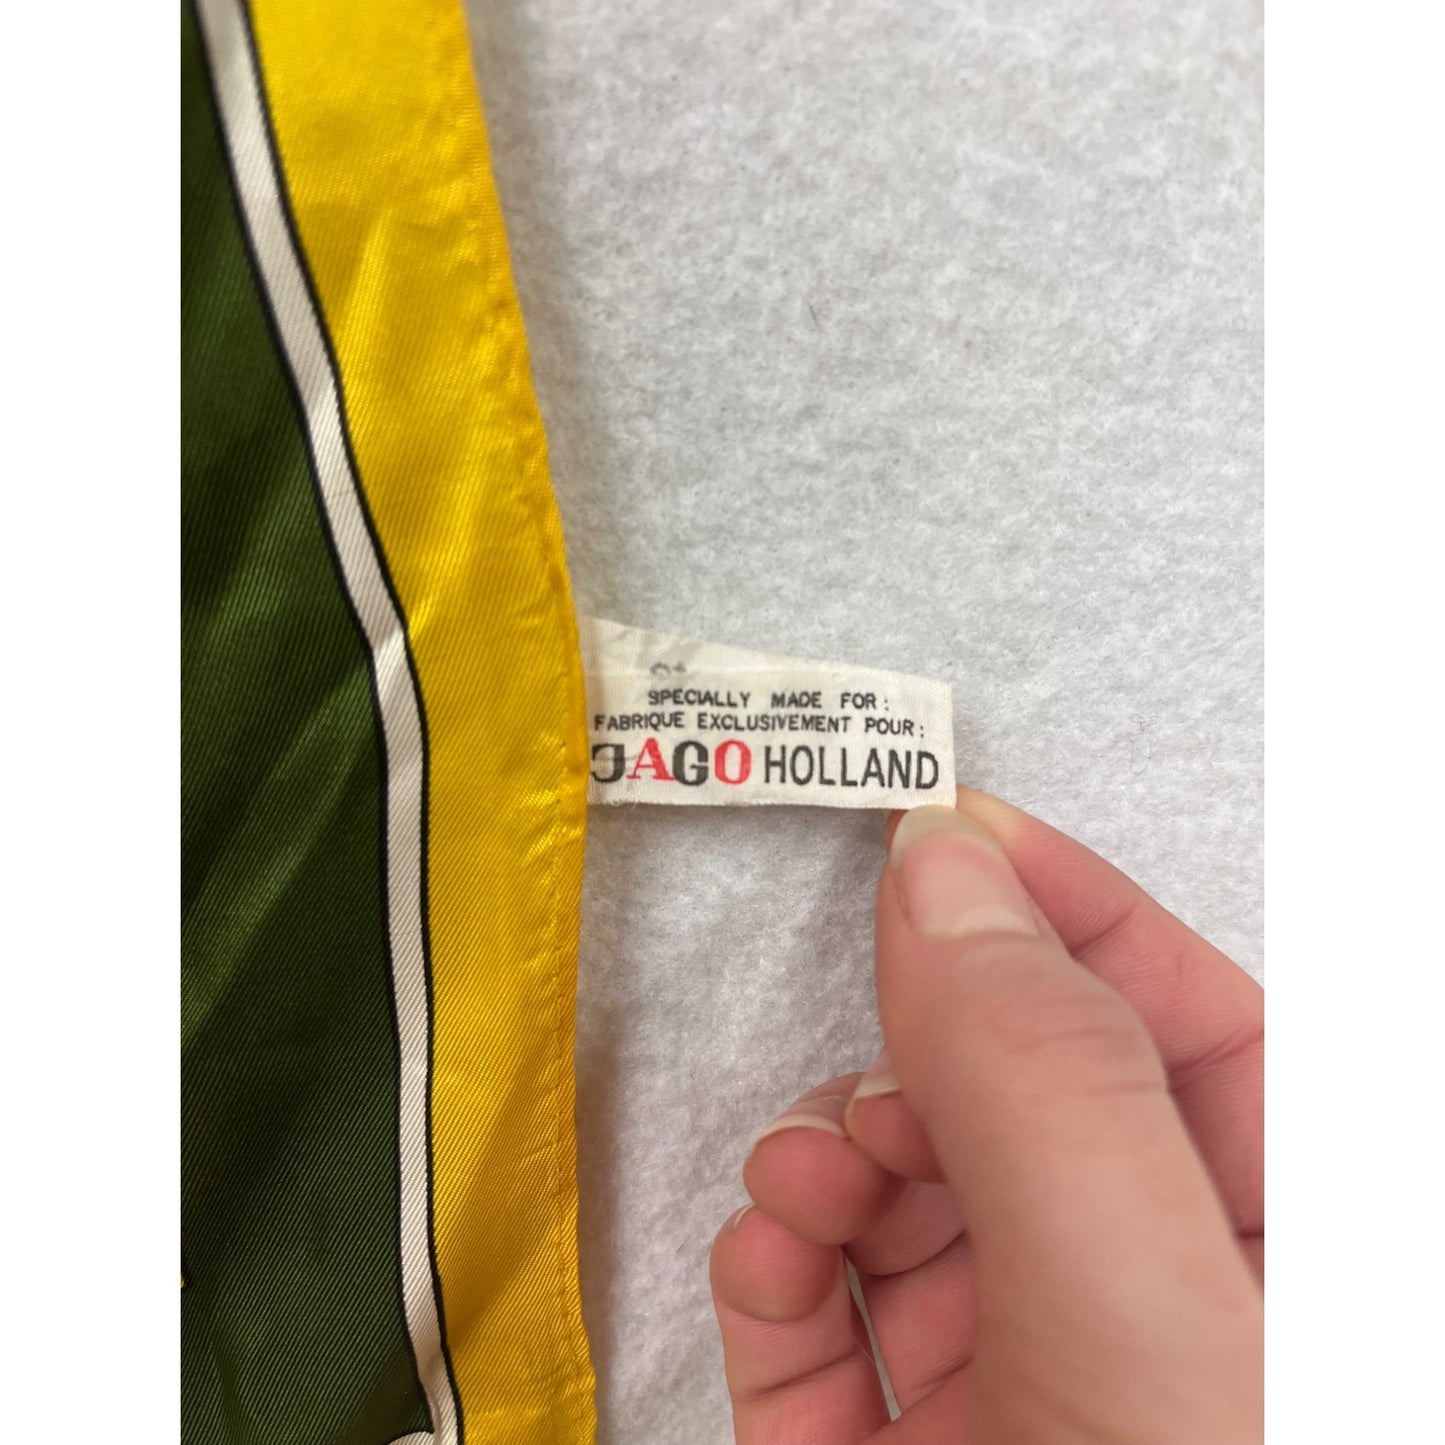 SPECIALLY MADE FOR:
FABRIQUE EXCLUSIVEMENT POUR:
JAGO HOLLAND